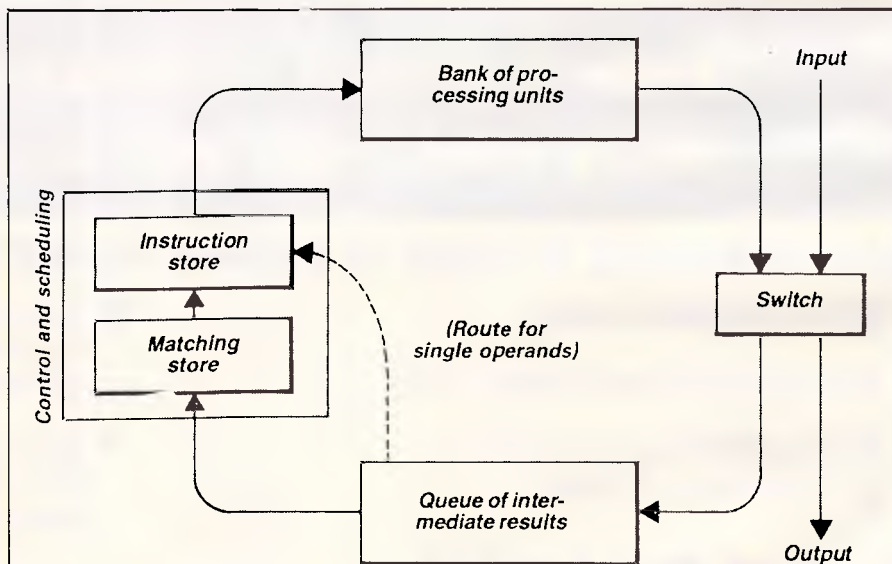 Bank of pro-
cessing units
Input
Control and scheduling
Instruction
store
Switch
Matching
store
(Route for
single operands)
Queue of inter-
mediate results
Output